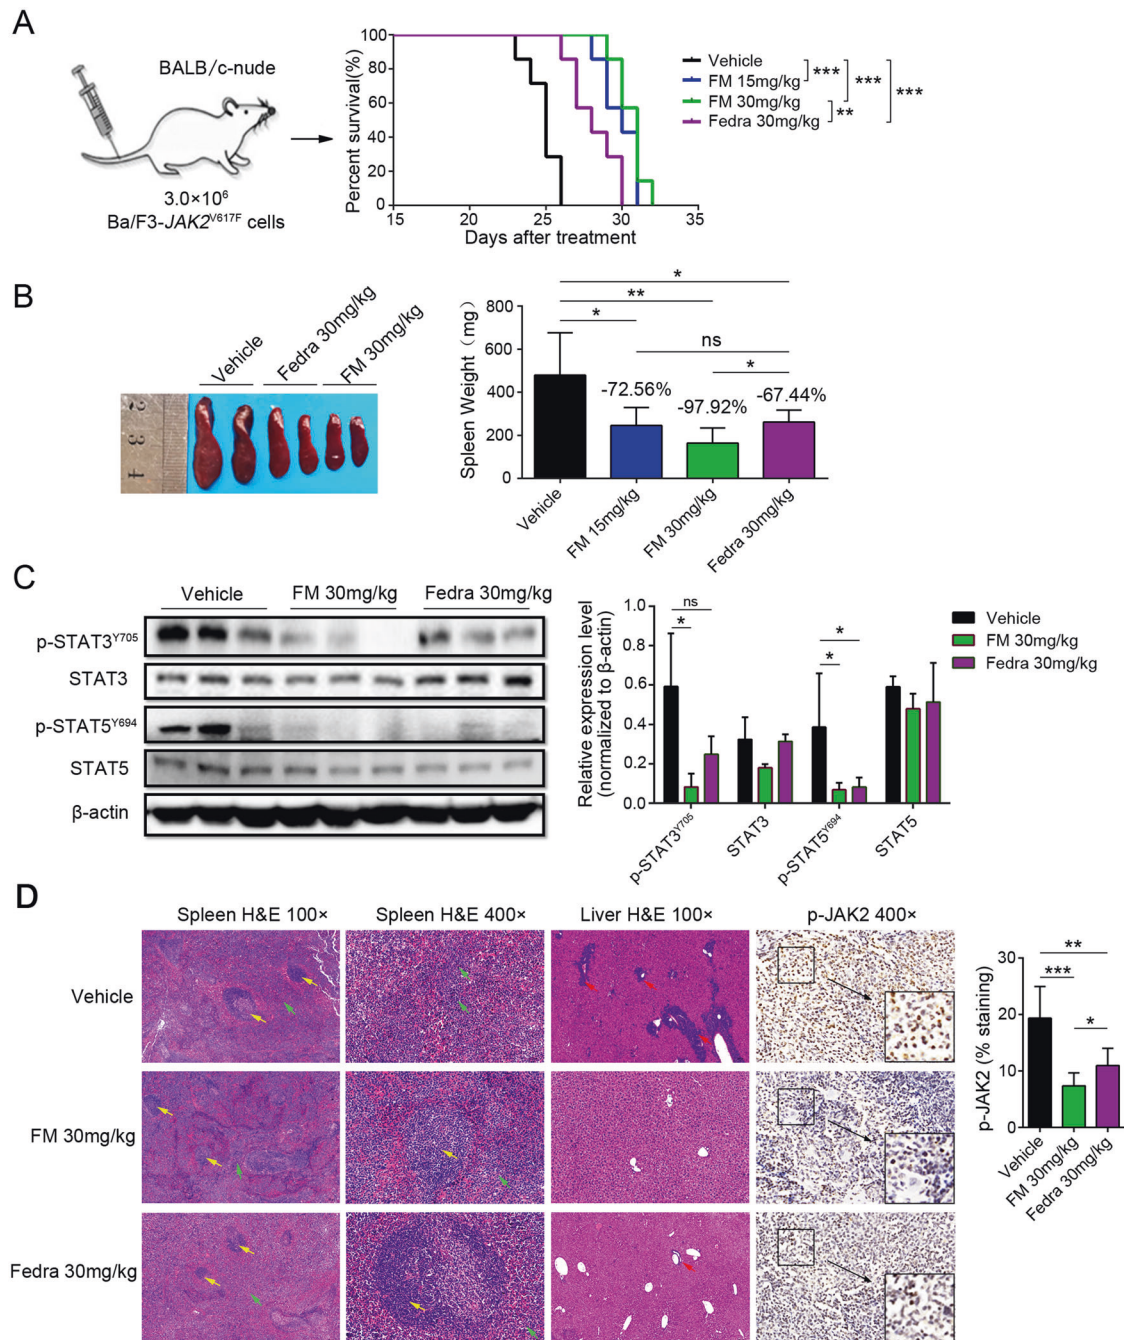 A
BALB/c-nude
3.0×10⁶
Ba/F3-JAK2ⱽ⁶¹⁷ᶠ cells
Percent survival(%)
100
80
60
40
20
0
15 20 25 30 35
Days after treatment
Vehicle
FM 15mg/kg
FM 30mg/kg
Fedra 30mg/kg
*** *** *** **
B
Vehicle Fedra 30mg/kg FM 30mg/kg
2 3 4
Spleen Weight（mg）
800
600
400
200
0
*
**
*
ns
*
-72.56% -97.92% -67.44%
Vehicle FM 15mg/kg FM 30mg/kg Fedra 30mg/kg
C
Vehicle FM 30mg/kg Fedra 30mg/kg
p-STAT3ʸ⁷⁰⁵
STAT3
p-STAT5ʸ⁶⁹⁴
STAT5
β-actin
Relative expression level
(normalized to β-actin)
1.0
0.8
0.6
0.4
0.2
0.0
ns
*
*
*
p-STAT3ʸ⁷⁰⁵ STAT3 p-STAT5ʸ⁶⁹⁴ STAT5
Vehicle
FM 30mg/kg
Fedra 30mg/kg
D
Spleen H&E 100× Spleen H&E 400× Liver H&E 100× p-JAK2 400×
Vehicle
FM 30mg/kg
Fedra 30mg/kg
p-JAK2 (% staining)
30
20
10
0
**
***
*
Vehicle FM 30mg/kg Fedra 30mg/kg